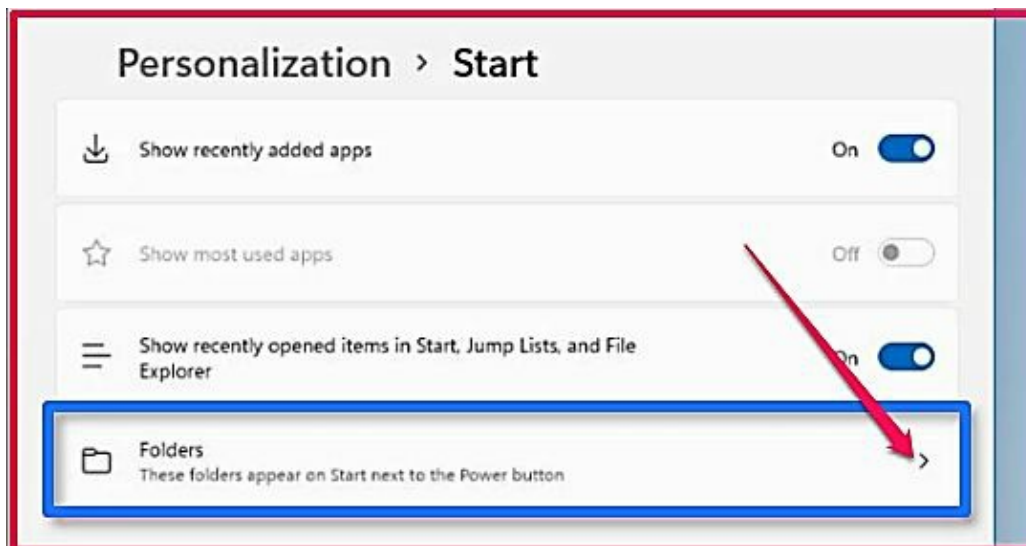 Personalization > Start
Show recently added apps On
Show most used apps Off
Show recently opened items in Start, Jump Lists, and File
Explorer On
Folders
These folders appear on Start next to the Power button